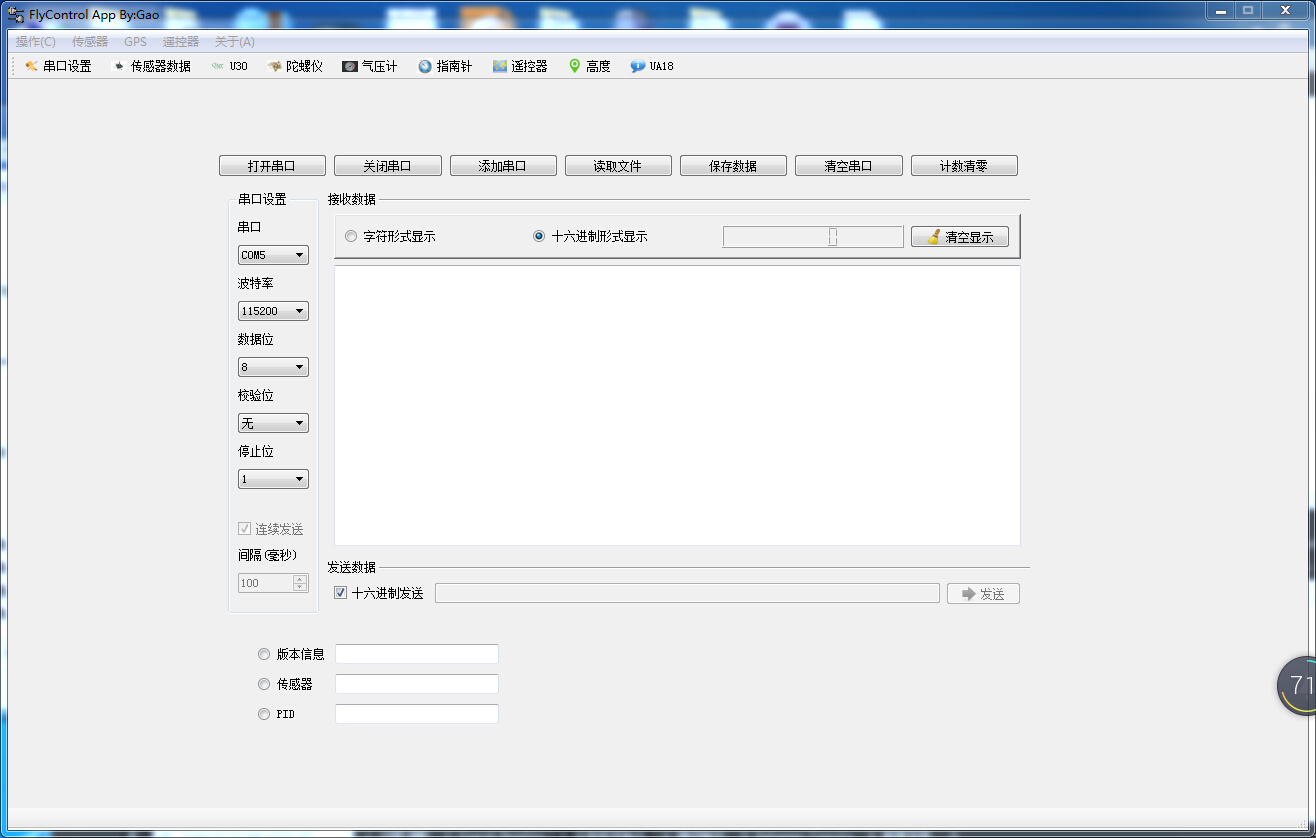 FlyControl App By:Gao
操作(C) 传感器 GPS 遥控器 关于(A)
串口设置 传感器数据 U30 陀螺仪 气压计 指南针 遥控器 高度 UA18
打开串口 关闭串口 添加串口 读取文件 保存数据 清空串口 计数清零
串口设置 接收数据
串口
字符形式显示 十六进制形式显示 清空显示
COM5
波特率
115200
数据位
8
校验位
无
停止位
1
连续发送
间隔(毫秒)
100
发送数据
十六进制发送 发送
版本信息
传感器
PID
71